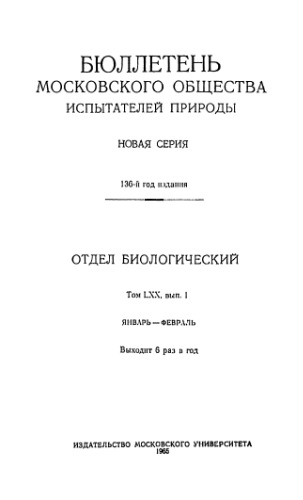 БЮЛЛЕТЕНЬ
МОСКОВСКОГО ОБЩЕСТВА
ИСПЫТАТЕЛЕЙ ПРИРОДЫ
НОВАЯ СЕРИЯ
136-й год издания
ОТДЕЛ БИОЛОГИЧЕСКИЙ
Том LXX, вып. 1
ЯНВАРЬ — ФЕВРАЛЬ
Выходит 6 раз в год
ИЗДАТЕЛЬСТВО МОСКОВСКОГО УНИВЕРСИТЕТА
1965